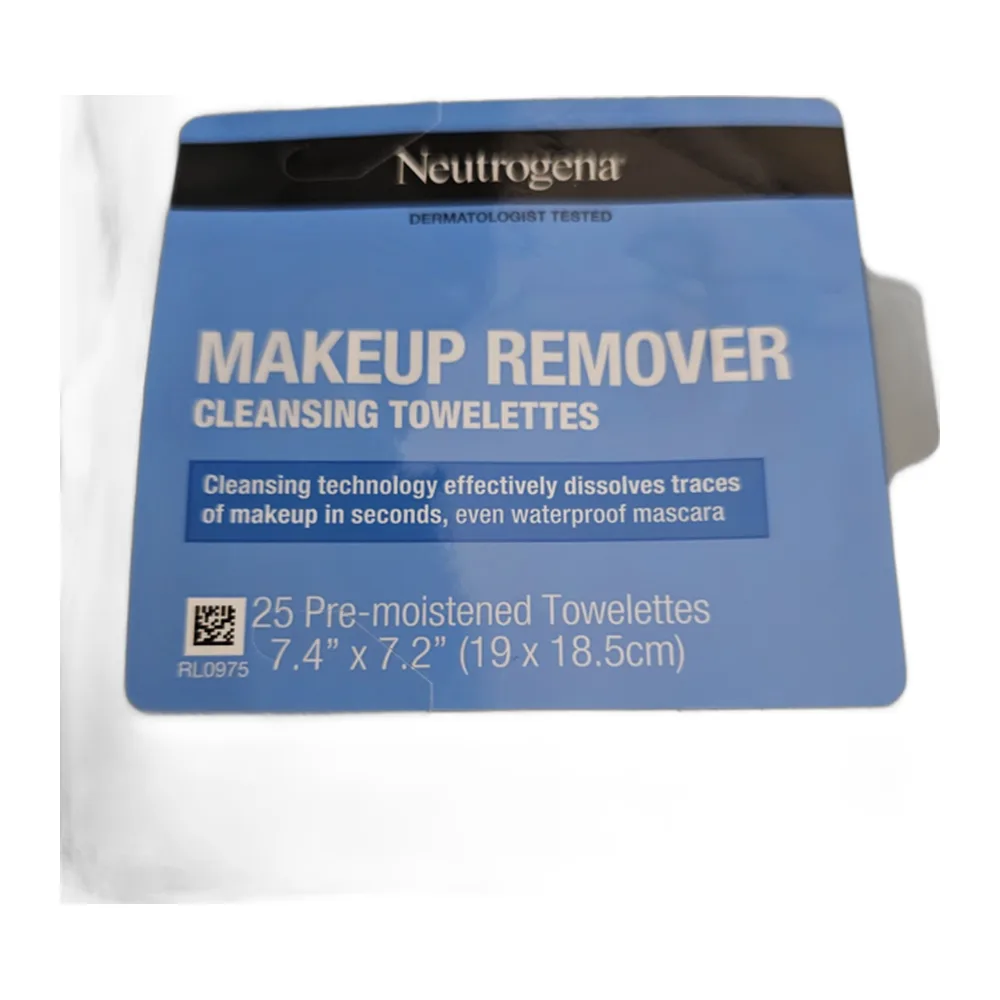 Neutrogena®
DERMATOLOGIST TESTED
MAKEUP REMOVER
CLEANSING TOWELETTES
Cleansing technology effectively dissolves traces
of makeup in seconds, even waterproof mascara
25 Pre-moistened Towelettes
7.4” x 7.2” (19 x 18.5cm)
RL0975